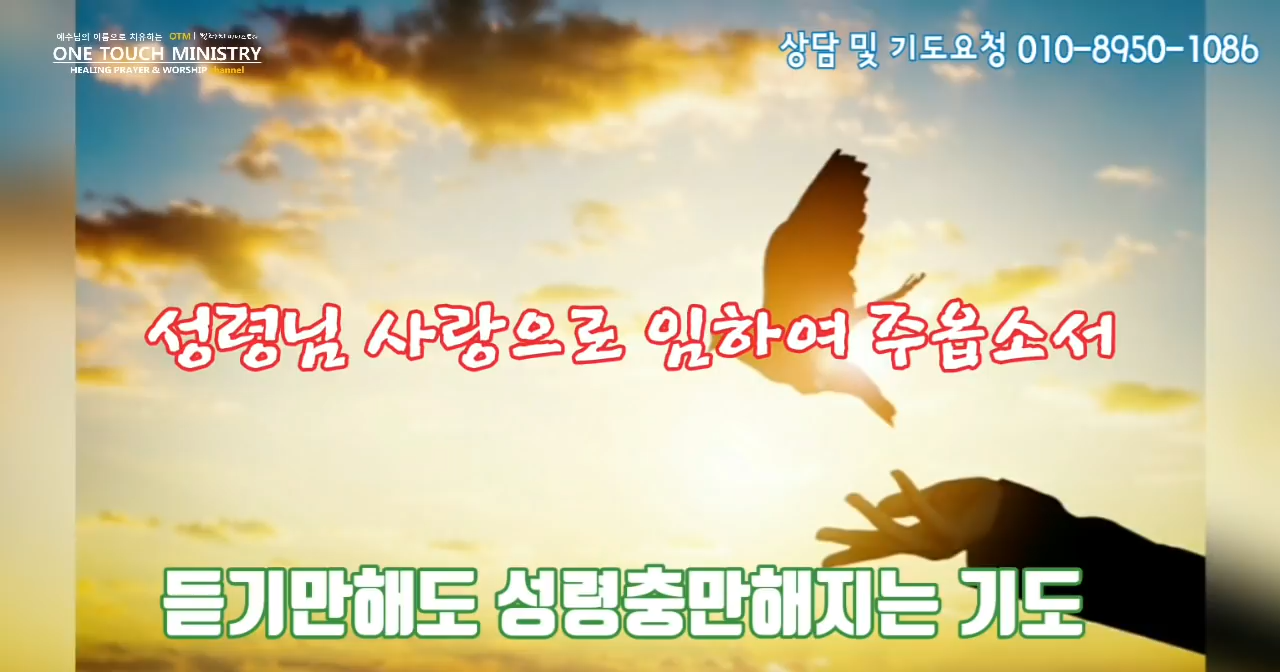 예수님의 이름으로 치유하는 OTM
ONE TOUCH MINISTRY
HEALING PRAYER & WORSHIP channel
상담 및 기도요청 010-8950-1086
성령님 사랑으로 임하여 주옵소서
듣기만해도 성령충만해지는 기도